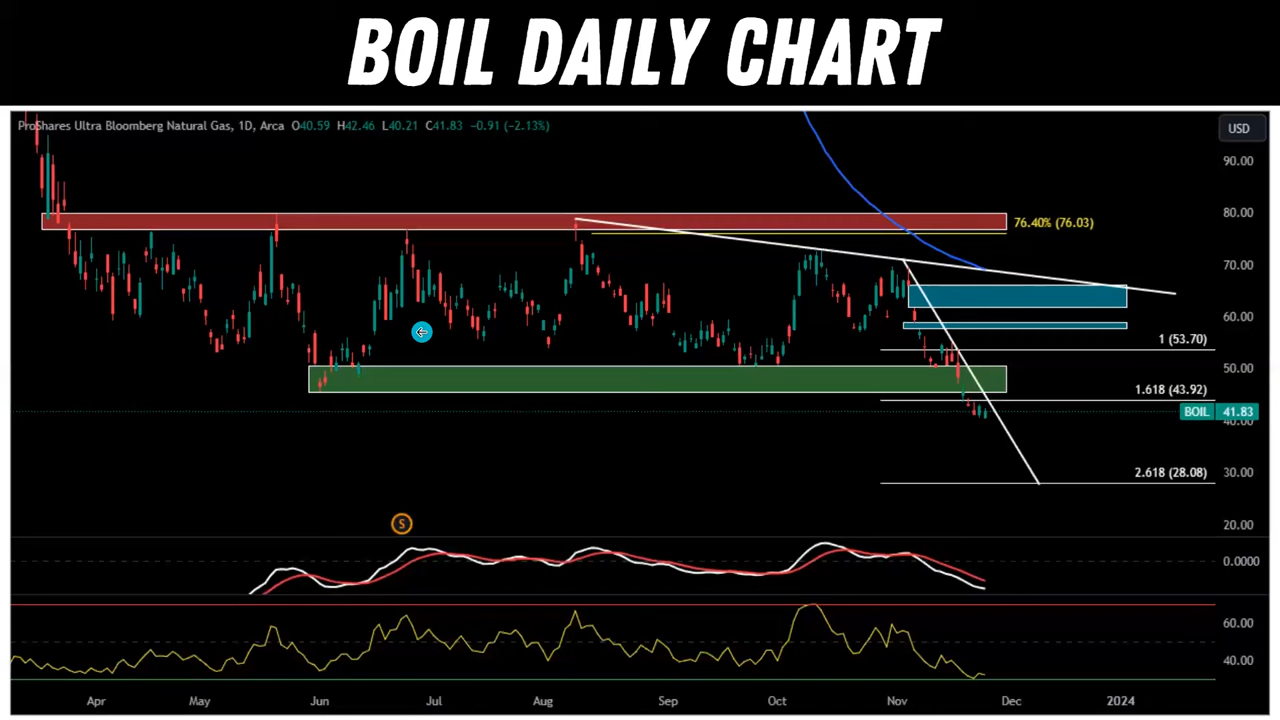 BOIL DAILY CHART
ProShares Ultra Bloomberg Natural Gas, 1D, Arca O40.59 H42.46 L40.21 C41.83 −0.91 (−2.13%)
USD
90.00
80.00
76.40% (76.03)
70.00
60.00
1 (53.70)
50.00
1.618 (43.92)
BOIL 41.83
40.00
2.618 (28.08)
30.00
S
20.00
0.0000
60.00
40.00
Apr May Jun Jul Aug Sep Oct Nov Dec 2024